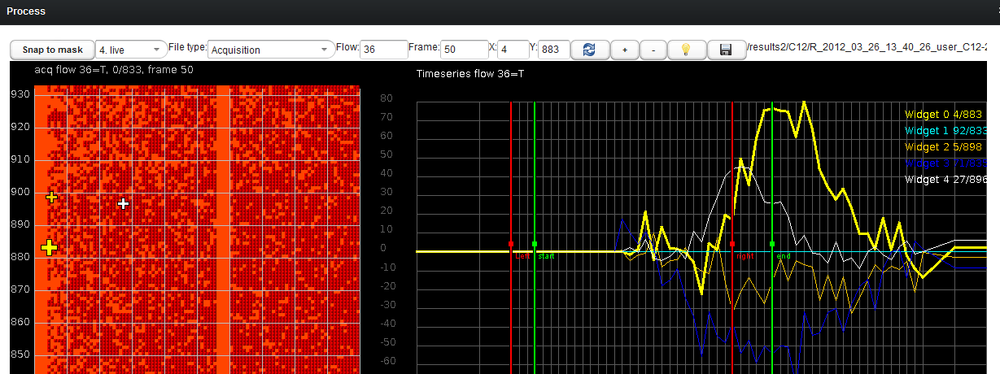 Process
Snap to mask 4. live File type: Acquisition Flow: 36 Frame: 50 X: 4 Y: 883 + - /results2/C12/R_2012_03_26_13_40_26_user_C12-2
acq flow 36=T, 0/833, frame 50
930
920
910
900
890
880
870
860
850
Timeseries flow 36=T
80
70
60
50
40
30
20
10
0
-10
-20
-30
-40
-50
-60
Widget 0 4/883
Widget 1 92/833
Widget 2 5/898
Widget 3 71/835
Widget 4 27/896
Left
start
right
end